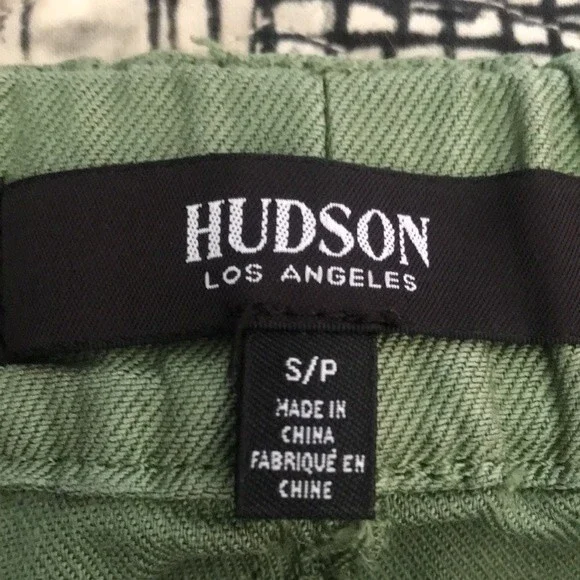 HUDSON
LOS ANGELES
S/P
MADE IN
CHINA
FABRIQUÉ EN
CHINE